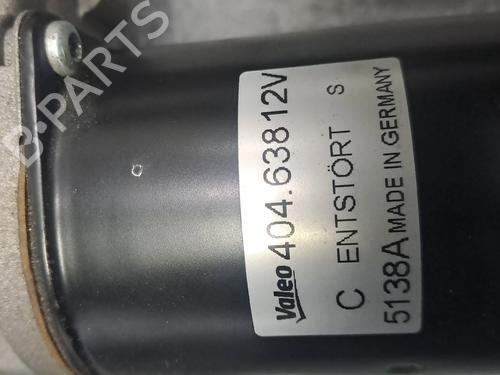 Valeo 404.638 12V
C ENTSTÖRT S
5138A MADE IN GERMANY
B-PARTS